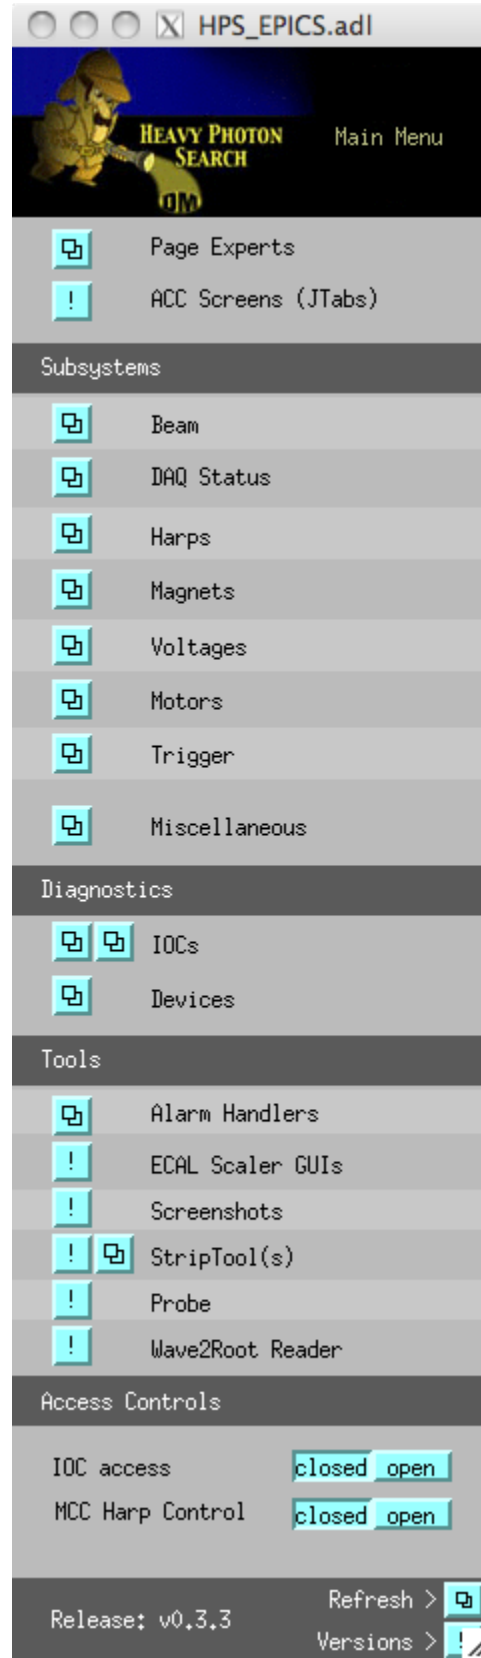 HPS_EPICS.adl
HEAVY PHOTON
SEARCH
Main Menu
DM
Page Experts
! ACC Screens (JTabs)
Subsystems
Beam
DAQ Status
Harps
Magnets
Voltages
Motors
Trigger
Miscellaneous
Diagnostics
IOCs
Devices
Tools
Alarm Handlers
! ECAL Scaler GUIs
! Screenshots
! StripTool(s)
! Probe
! Wave2Root Reader
Access Controls
IOC access closed open
MCC Harp Control closed open
Refresh >
Release: v0.3.3
Versions > !